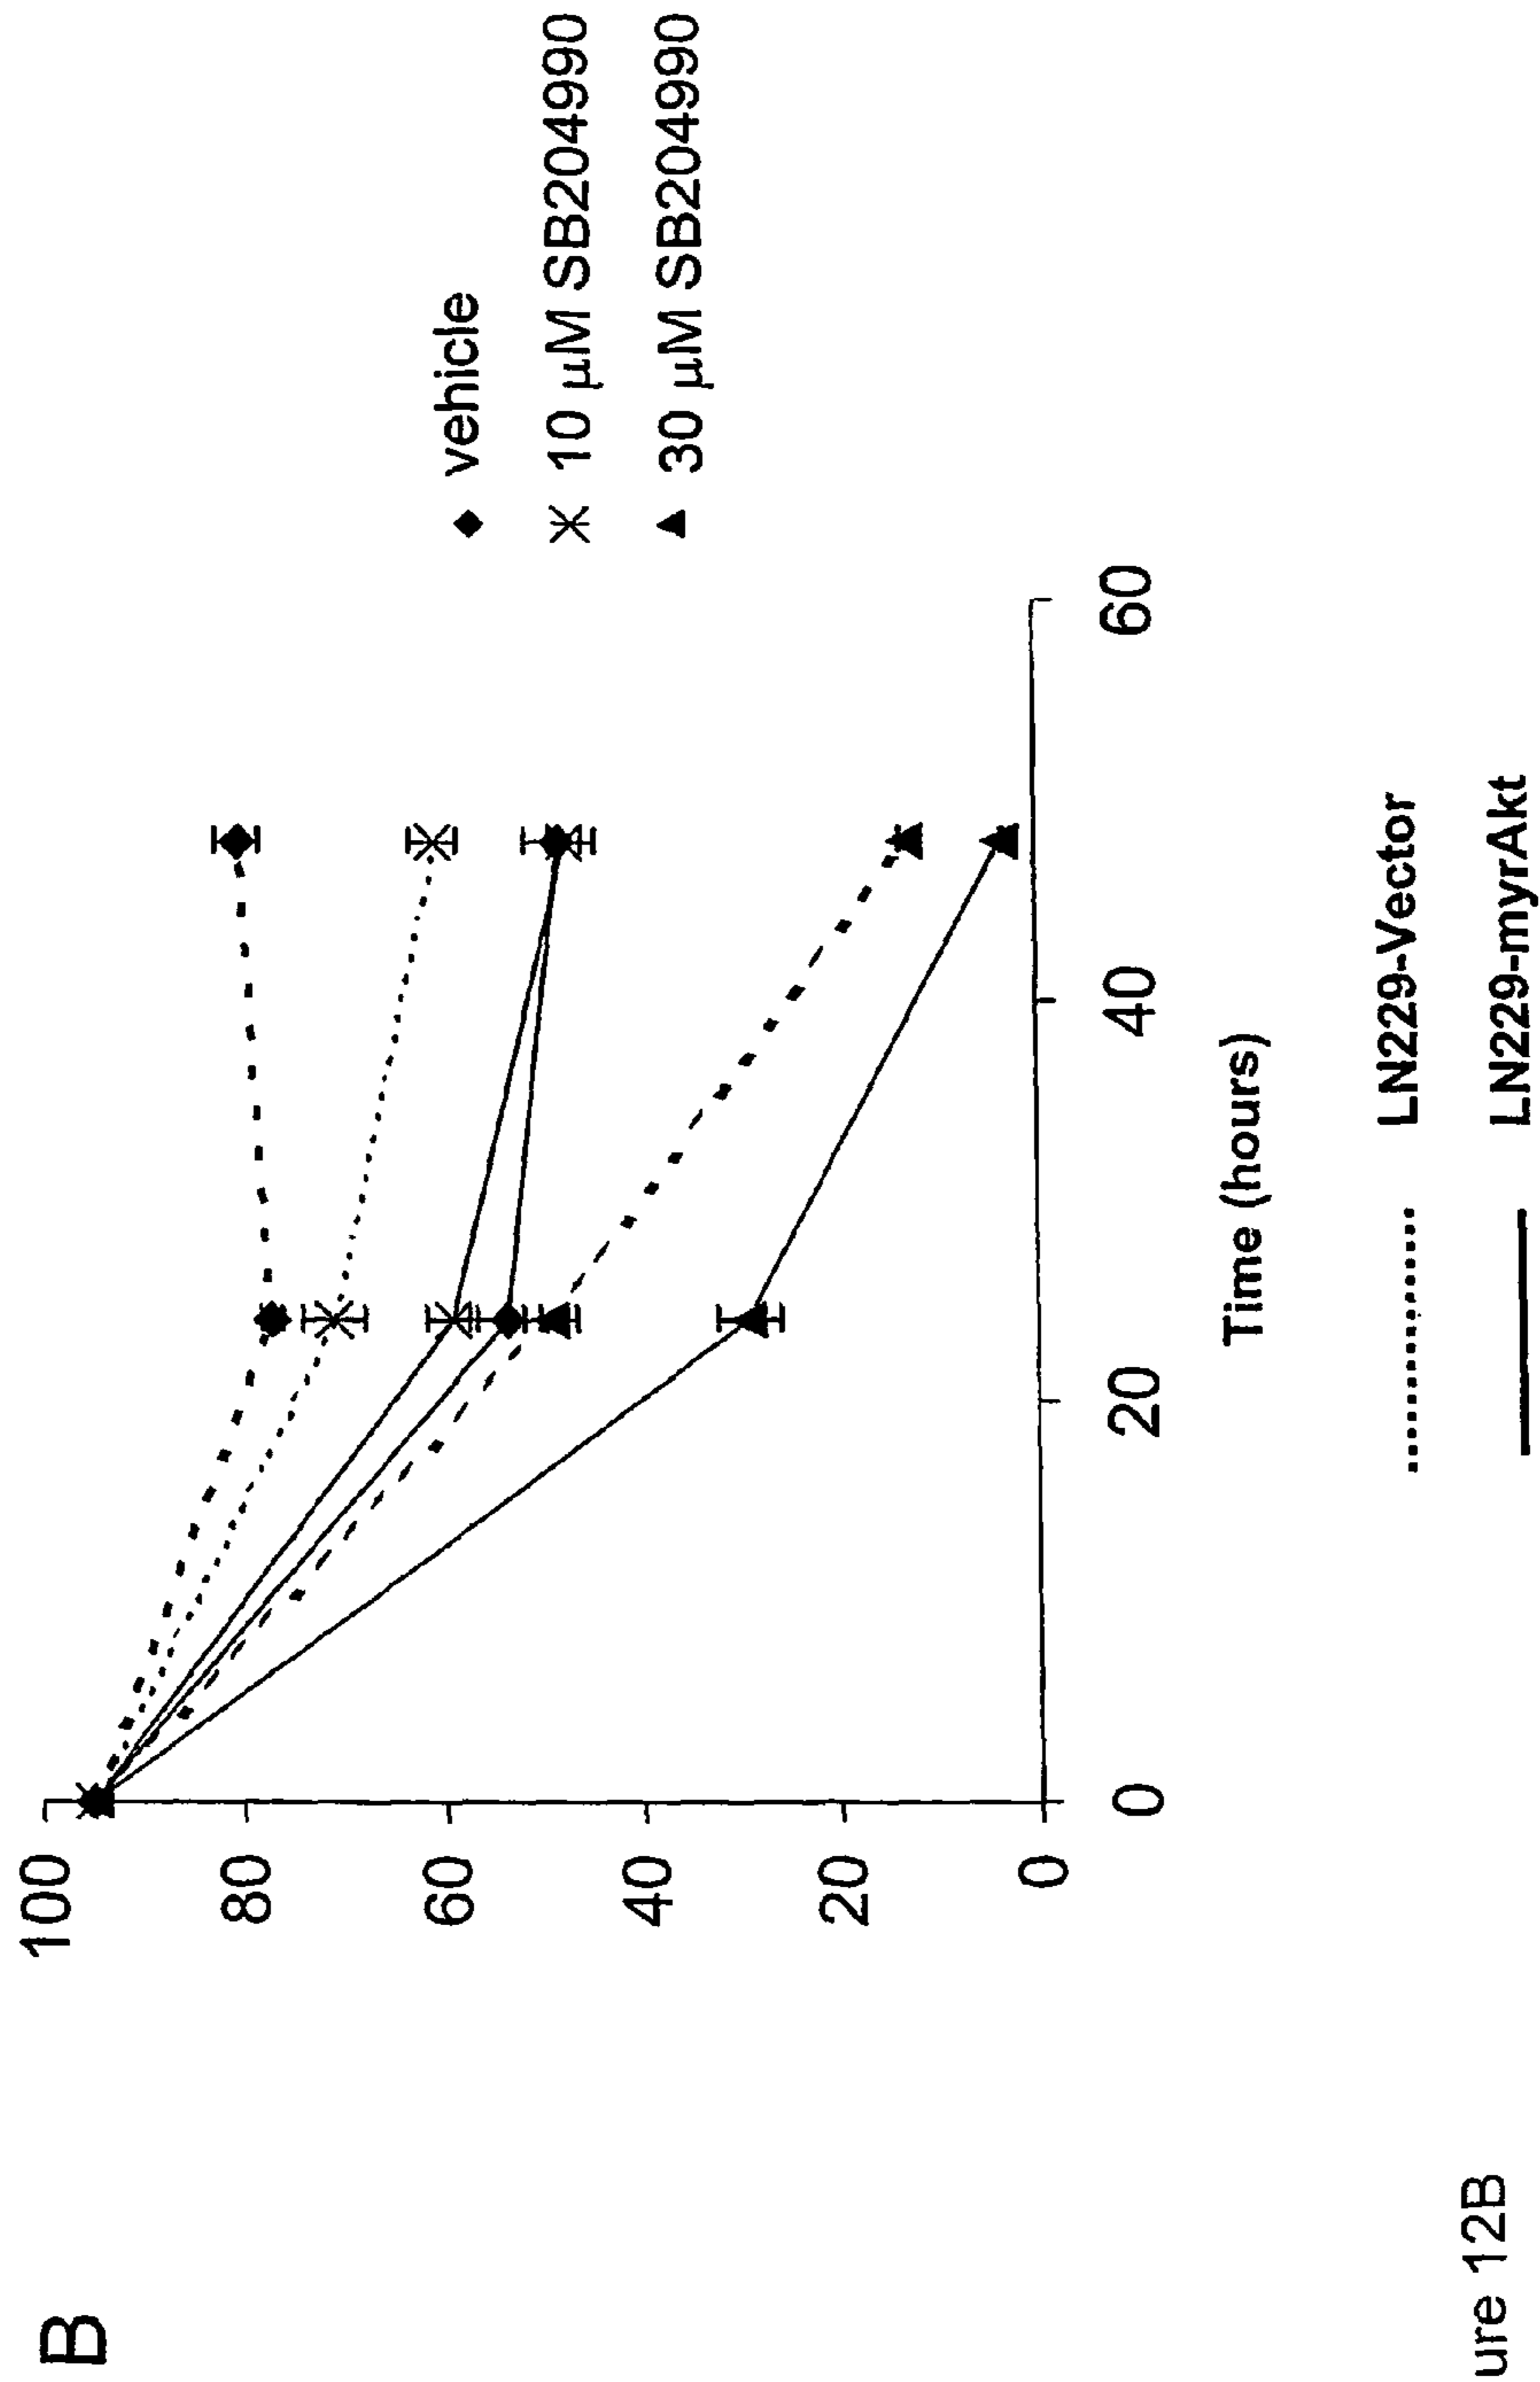 B
100
80
60
40
20
0
0
20
40
60
Time (hours)
vehicle
10 µM SB204990
30 µM SB204990
LN229-Vector
LN229-myrAkt
ure 12B